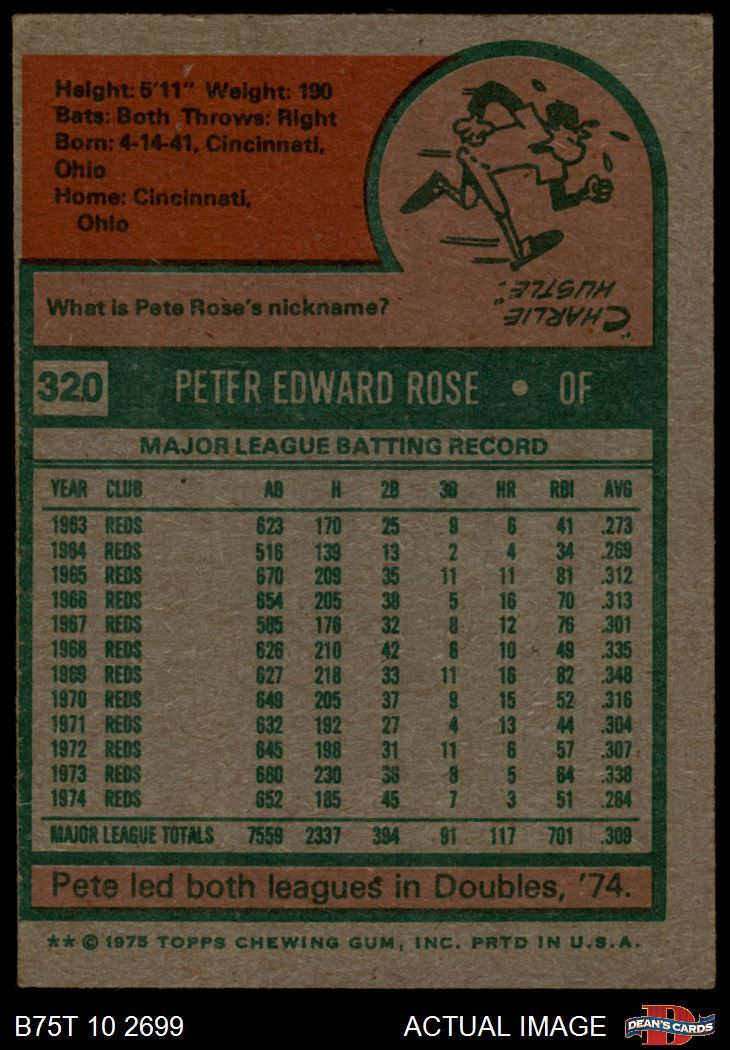 Height: 5'11" Weight: 190
Bats: Both Throws: Right
Born: 4-14-41, Cincinnati,
Ohio
Home: Cincinnati,
Ohio
What is Pete Rose's nickname?
"CHARLIE
HUSTLE".
320 PETER EDWARD ROSE • OF
MAJOR LEAGUE BATTING RECORD
YEAR CLUB AB H 2B 3B HR RBI AVG
1963 REDS 623 170 25 9 6 41 .273
1964 REDS 516 139 13 2 4 34 .269
1965 REDS 670 209 35 11 11 81 .312
1966 REDS 654 205 38 5 16 70 .313
1967 REDS 585 176 32 8 12 76 .301
1968 REDS 626 210 42 6 10 49 .335
1969 REDS 627 218 33 11 16 82 .348
1970 REDS 649 205 37 9 15 52 .316
1971 REDS 632 192 27 4 13 44 .304
1972 REDS 645 198 31 11 6 57 .307
1973 REDS 680 230 36 8 5 64 .338
1974 REDS 652 185 45 7 3 51 .284
MAJOR LEAGUE TOTALS 7559 2337 394 91 117 701 .309
Pete led both leagues in Doubles, '74.
** © 1975 TOPPS CHEWING GUM, INC. PRTD IN U.S.A.
B75T 10 2699 ACTUAL IMAGE
DEAN'S CARDS